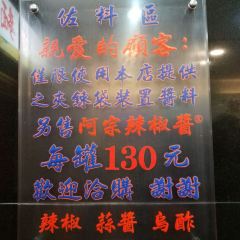 佐料區
親愛的顧客:
僅限使用本店提供
之夾鍊袋裝置醬料
另售阿宗辣椒醬®
每罐130元
歡迎洽購 謝謝
辣椒 蒜醬 烏酢